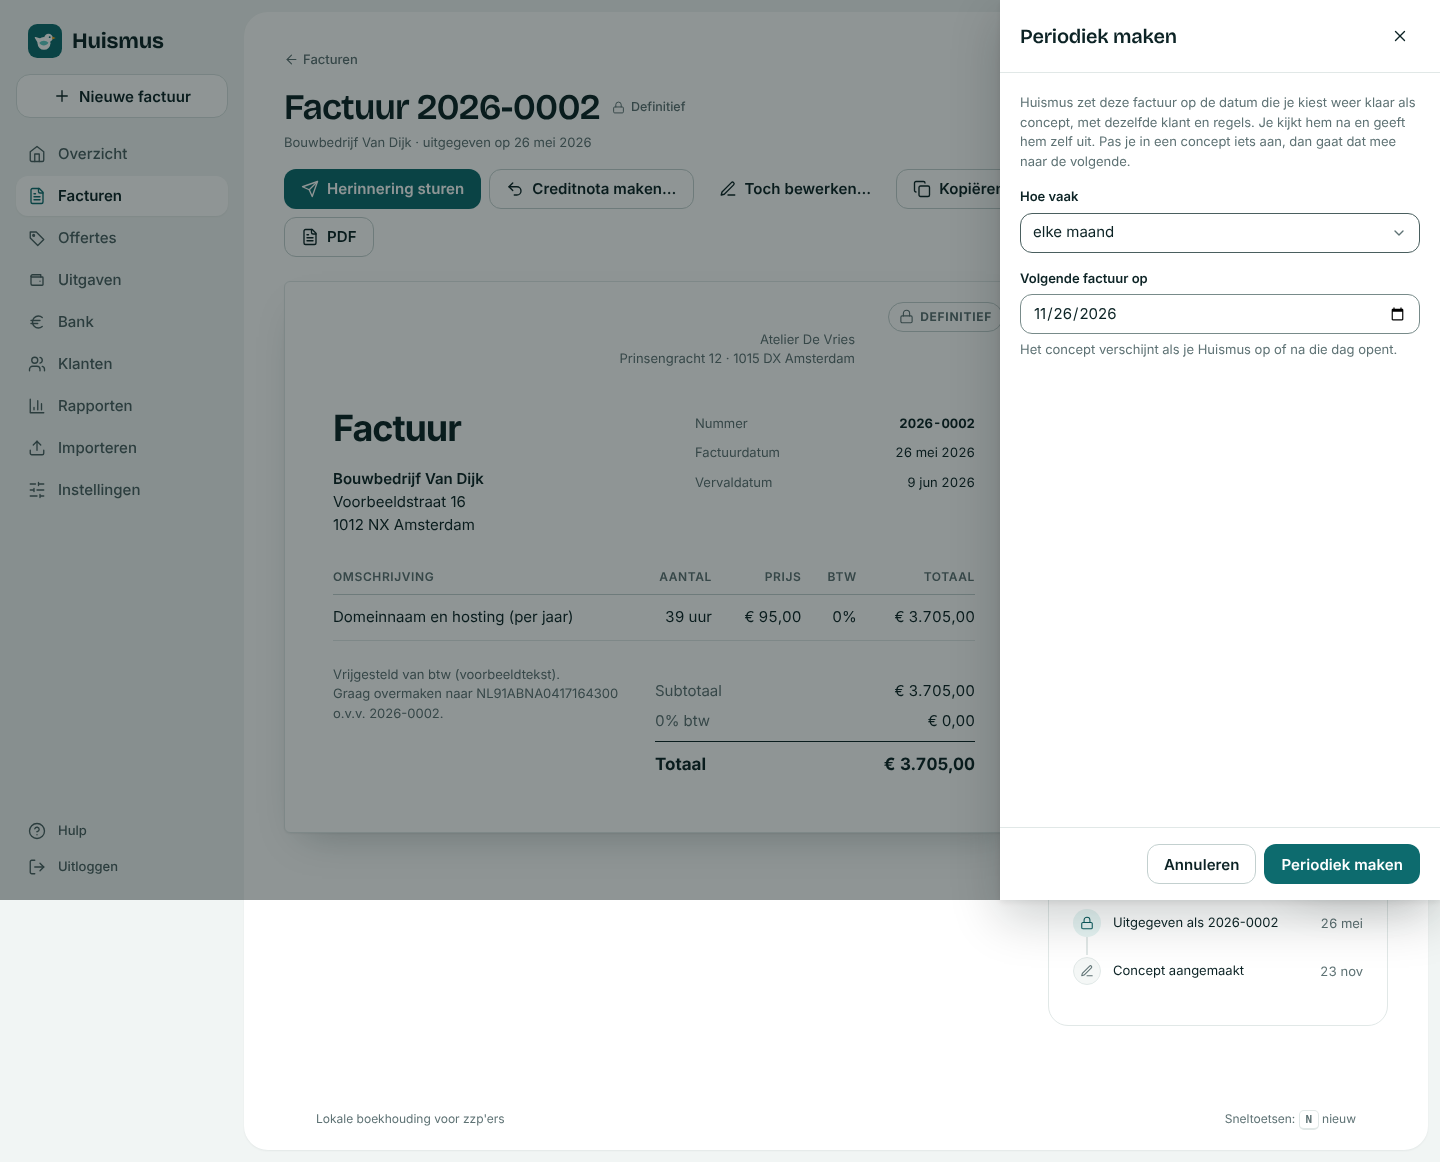 Huismus
Nieuwe factuur
Overzicht
Facturen
Offertes
Uitgaven
Bank
Klanten
Rapporten
Importeren
Instellingen
Hulp
Uitloggen
Facturen
Factuur 2026-0002
Definitief
Bouwbedrijf Van Dijk · uitgegeven op 26 mei 2026
Herinnering sturen
Creditnota maken...
Toch bewerken...
PDF
DEFINITIEF
Atelier De Vries
Prinsengracht 12 · 1015 DX Amsterdam
Factuur
Bouwbedrijf Van Dijk
Voorbeeldstraat 16
1012 NX Amsterdam
Nummer 2026-0002
Factuurdatum 26 mei 2026
Vervaldatum 9 jun 2026
OMSCHRIJVING AANTAL PRIJS BTW TOTAAL
Domeinnaam en hosting (per jaar) 39 uur € 95,00 0% € 3.705,00
Vrijgesteld van btw (voorbeeldtekst).
Graag overmaken naar NL91ABNA0417164300
o.v.v. 2026-0002.
Subtotaal € 3.705,00
0% btw € 0,00
Totaal € 3.705,00
Periodiek maken
Huismus zet deze factuur op de datum die je kiest weer klaar als
concept, met dezelfde klant en regels. Je kijkt hem na en geeft
hem zelf uit. Pas je in een concept iets aan, dan gaat dat mee
naar de volgende.
Hoe vaak
elke maand
Volgende factuur op
11/26/2026
Het concept verschijnt als je Huismus op of na die dag opent.
Annuleren
Periodiek maken
Uitgegeven als 2026-0002 26 mei
Concept aangemaakt 23 nov
Lokale boekhouding voor zzp'ers
Sneltoetsen: N nieuw